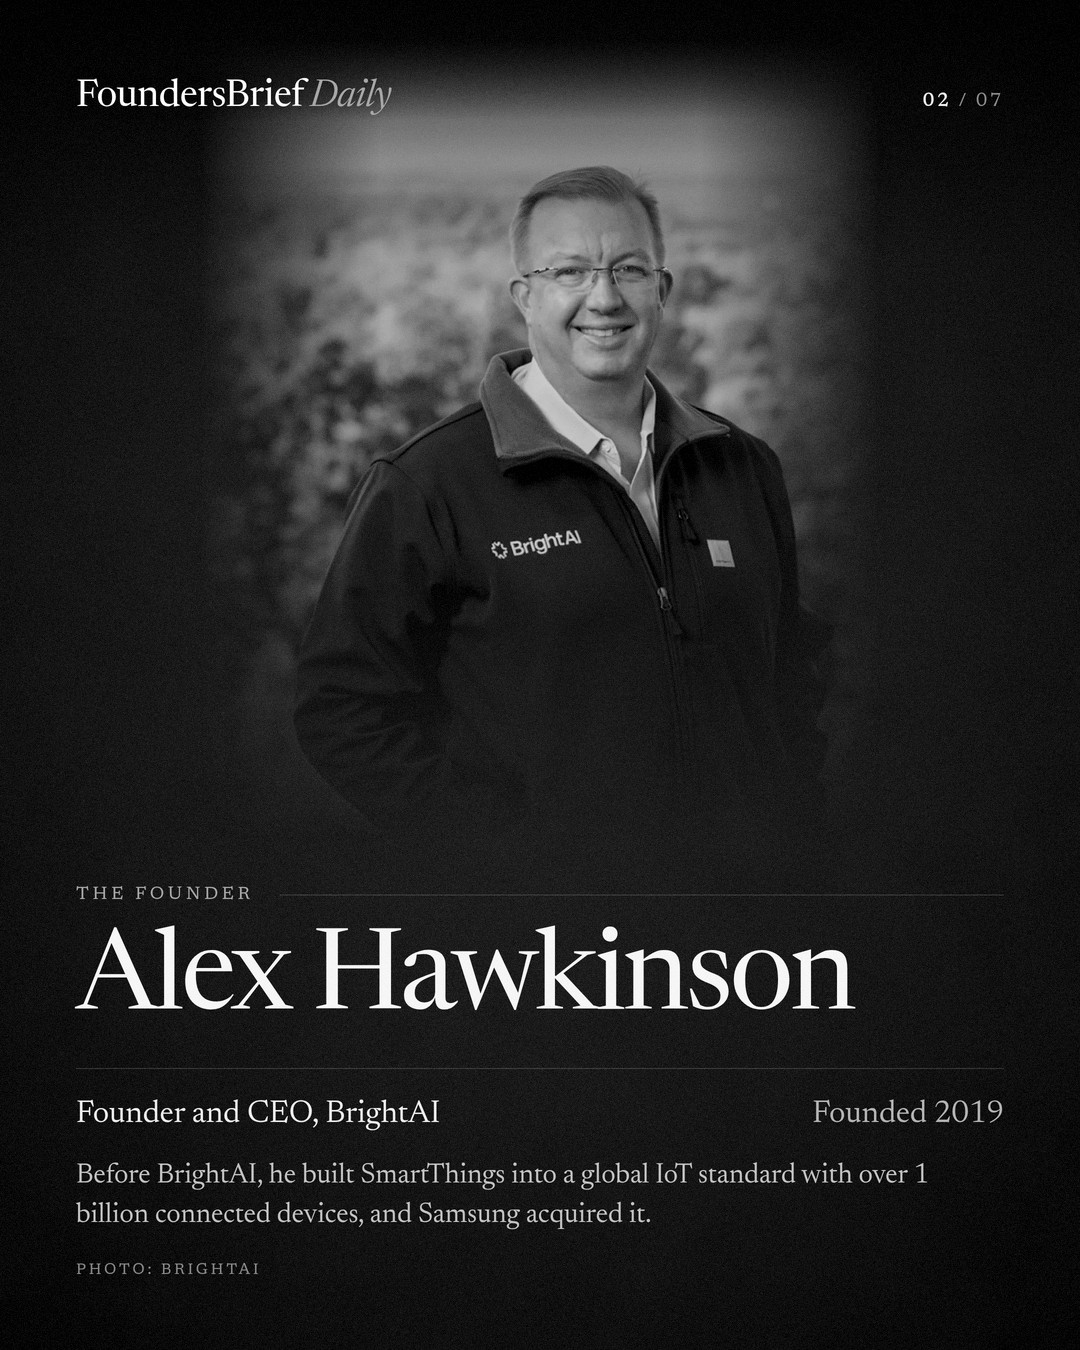 FoundersBrief Daily
02 / 07
BrightAI
THE FOUNDER
Alex Hawkinson
Founder and CEO, BrightAI
Founded 2019
Before BrightAI, he built SmartThings into a global IoT standard with over 1
billion connected devices, and Samsung acquired it.
PHOTO: BRIGHTAI